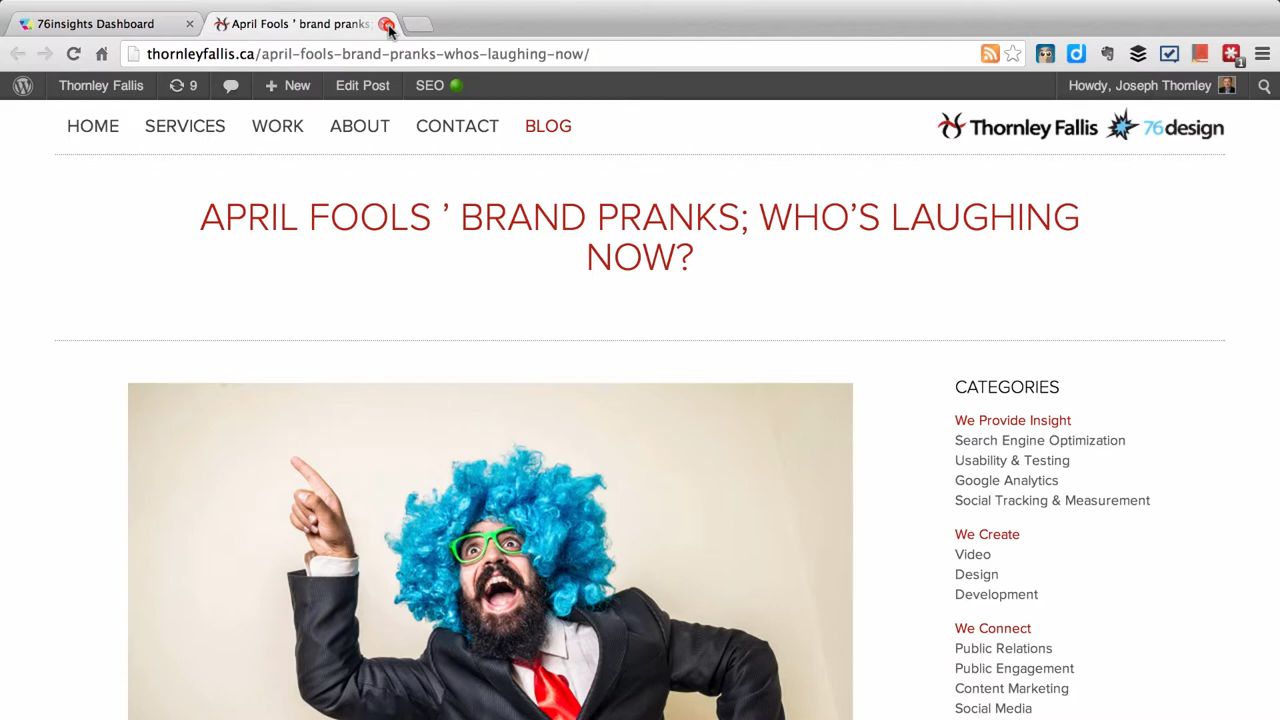 76insights Dashboard
April Fools ’ brand pranks;
thornleyfallis.ca/april-fools-brand-pranks-whos-laughing-now/
1
Thornley Fallis
9
New
Edit Post
SEO
Howdy, Joseph Thornley
HOME
SERVICES
WORK
ABOUT
CONTACT
BLOG
Thornley Fallis
76design
APRIL FOOLS ’ BRAND PRANKS; WHO’S LAUGHING
NOW?
CATEGORIES
We Provide Insight
Search Engine Optimization
Usability & Testing
Google Analytics
Social Tracking & Measurement
We Create
Video
Design
Development
We Connect
Public Relations
Public Engagement
Content Marketing
Social Media